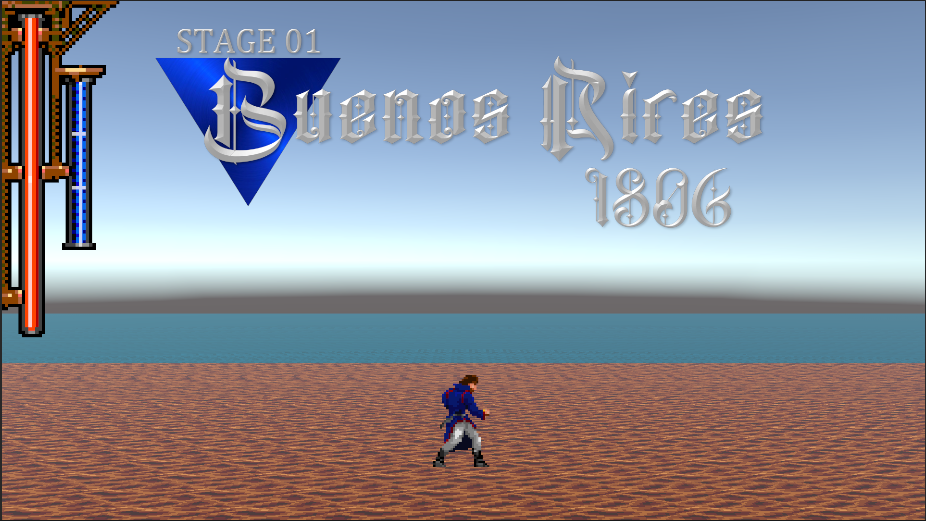 STAGE 01
Buenos Aires
1806